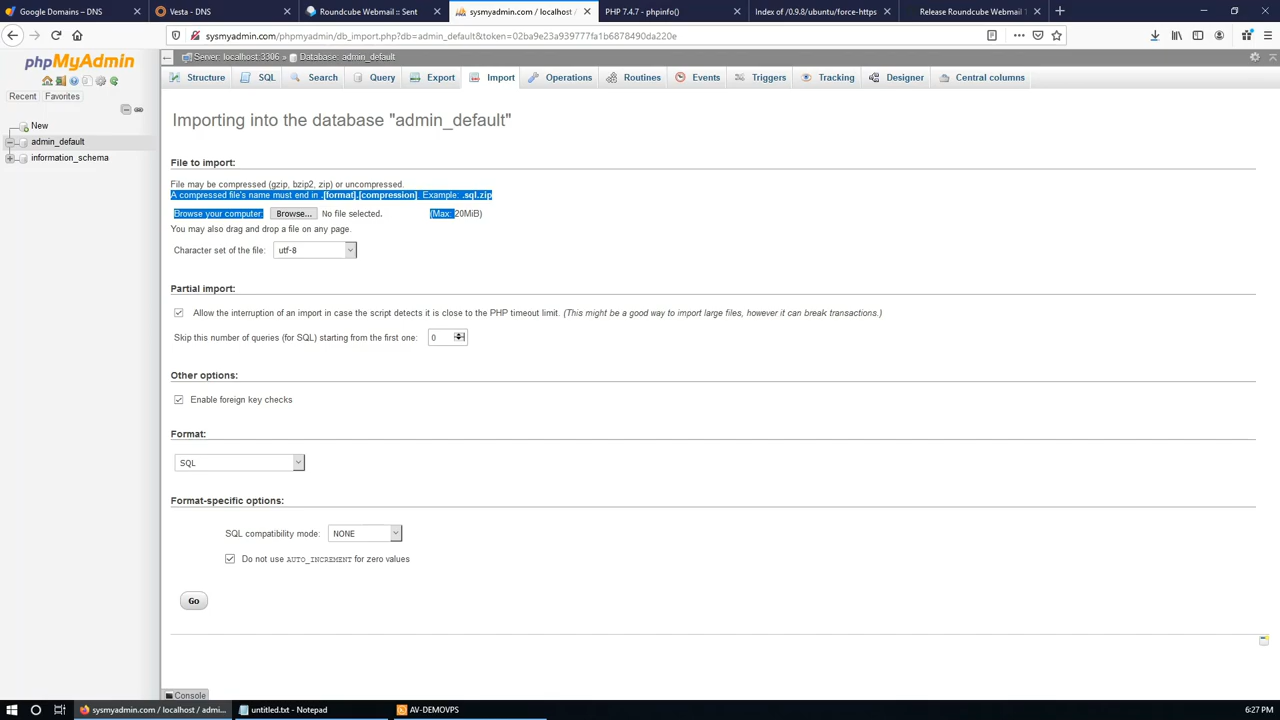 Google Domains – DNS
Vesta - DNS
Roundcube Webmail :: Sent
sysmyadmin.com / localhost /
PHP 7.4.7 - phpinfo()
Index of /0.9.8/ubuntu/force-https
Release Roundcube Webmail 1
sysmyadmin.com/phpmyadmin/db_import.php?db=admin_default&token=02ba9e23a939777fa1b6878490da220e
phpMyAdmin
Recent
Favorites
New
admin_default
information_schema
Server: localhost:3306 » Database: admin_default
Structure
SQL
Search
Query
Export
Import
Operations
Routines
Events
Triggers
Tracking
Designer
Central columns
Importing into the database "admin_default"
File to import:
File may be compressed (gzip, bzip2, zip) or uncompressed.
A compressed file's name must end in .[format].[compression]. Example: .sql.zip
Browse your computer: Browse... No file selected. (Max: 20MiB)
You may also drag and drop a file on any page.
Character set of the file: utf-8
Partial import:
Allow the interruption of an import in case the script detects it is close to the PHP timeout limit. (This might be a good way to import large files, however it can break transactions.)
Skip this number of queries (for SQL) starting from the first one: 0
Other options:
Enable foreign key checks
Format:
SQL
Format-specific options:
SQL compatibility mode: NONE
Do not use AUTO_INCREMENT for zero values
Go
Console
sysmyadmin.com / localhost / admi...
untitled.txt - Notepad
AV-DEMOVPS
6:27 PM